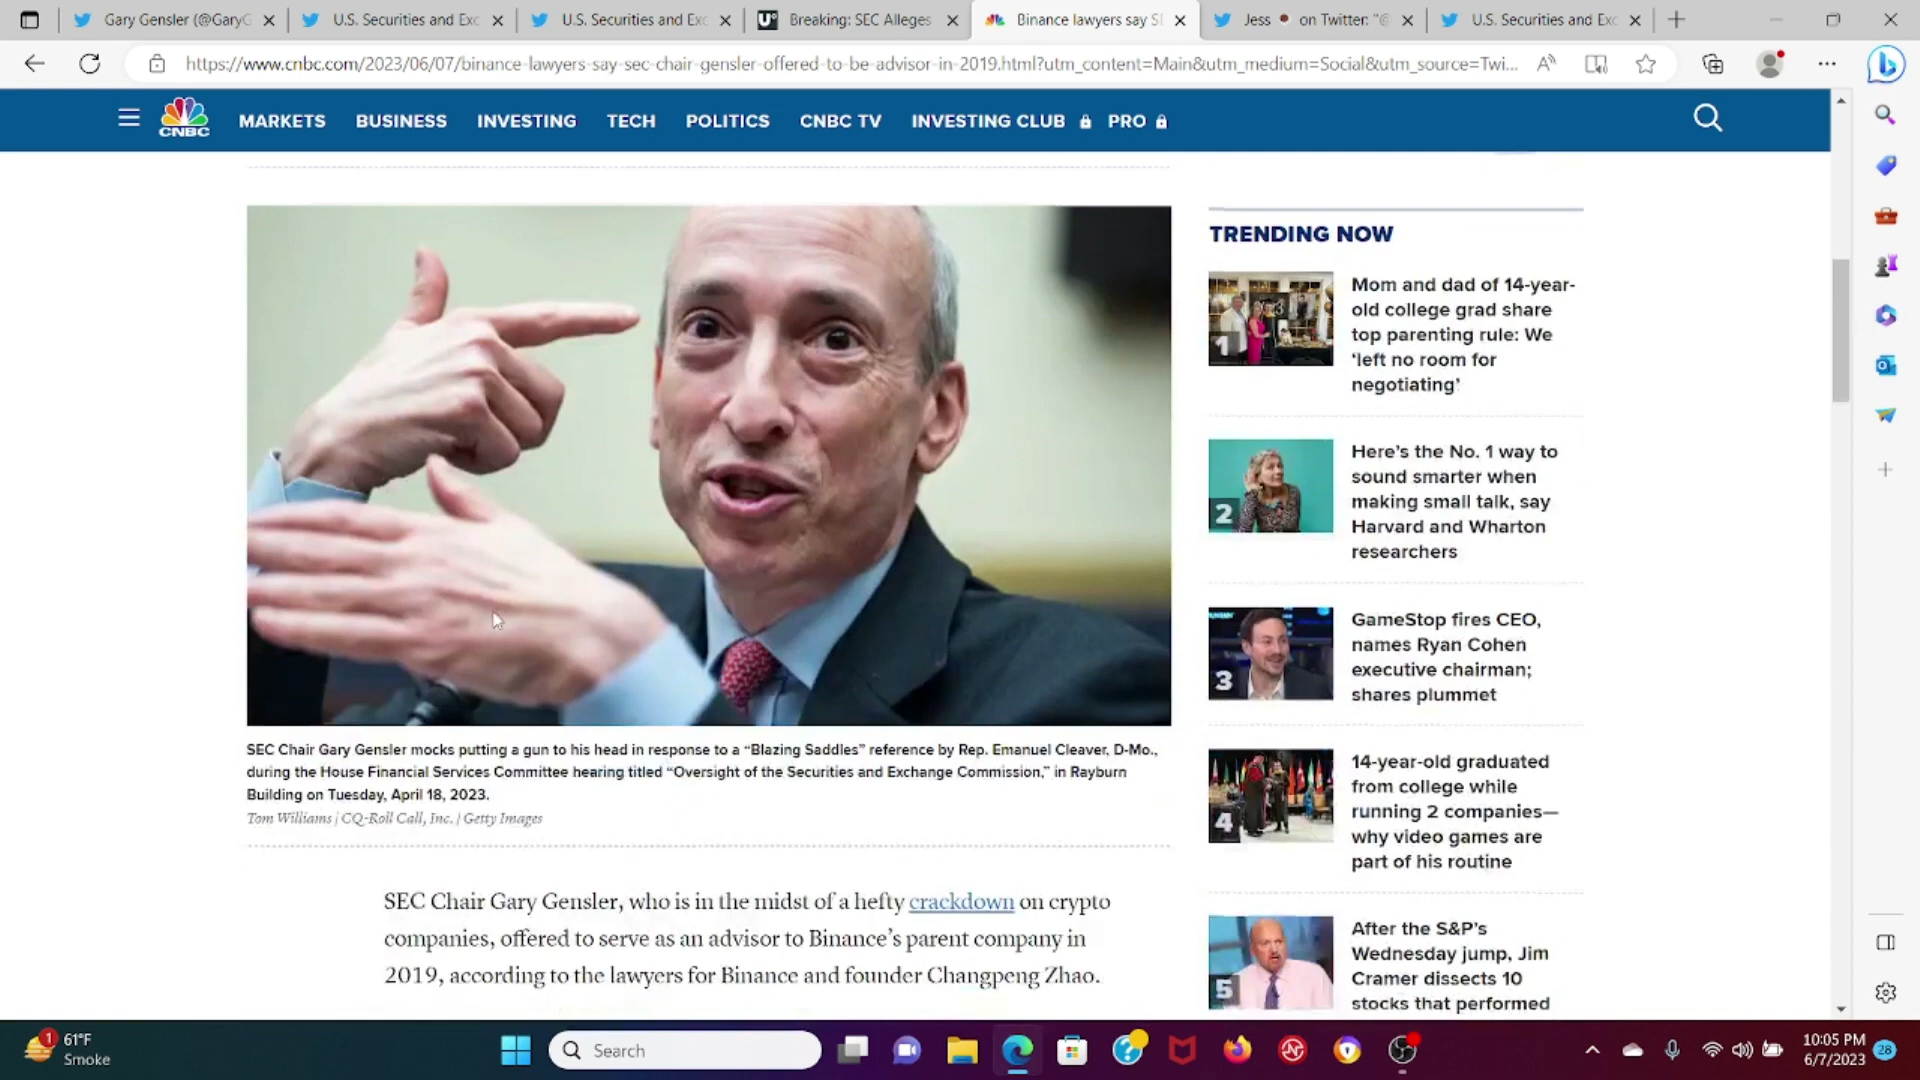 Gary Gensler (@GaryG
U.S. Securities and Exc
U.S. Securities and Exc
Breaking: SEC Alleges
Binance lawyers say SE
Jess on Twitter: "@
U.S. Securities and Exc
https://www.cnbc.com/2023/06/07/binance-lawyers-say-sec-chair-gensler-offered-to-be-advisor-in-2019.html?utm_content=Main&utm_medium=Social&utm_source=Twi...
CNBC
MARKETS
BUSINESS
INVESTING
TECH
POLITICS
CNBC TV
INVESTING CLUB
PRO
SEC Chair Gary Gensler mocks putting a gun to his head in response to a “Blazing Saddles” reference by Rep. Emanuel Cleaver, D-Mo.,
during the House Financial Services Committee hearing titled “Oversight of the Securities and Exchange Commission,” in Rayburn
Building on Tuesday, April 18, 2023.
Tom Williams | CQ-Roll Call, Inc. | Getty Images
SEC Chair Gary Gensler, who is in the midst of a hefty crackdown on crypto
companies, offered to serve as an advisor to Binance’s parent company in
2019, according to the lawyers for Binance and founder Changpeng Zhao.
TRENDING NOW
1
Mom and dad of 14-year-
old college grad share
top parenting rule: We
‘left no room for
negotiating’
2
Here’s the No. 1 way to
sound smarter when
making small talk, say
Harvard and Wharton
researchers
3
GameStop fires CEO,
names Ryan Cohen
executive chairman;
shares plummet
4
14-year-old graduated
from college while
running 2 companies—
why video games are
part of his routine
5
After the S&P’s
Wednesday jump, Jim
Cramer dissects 10
stocks that performed
1
61°F
Smoke
Search
10:05 PM
6/7/2023
28